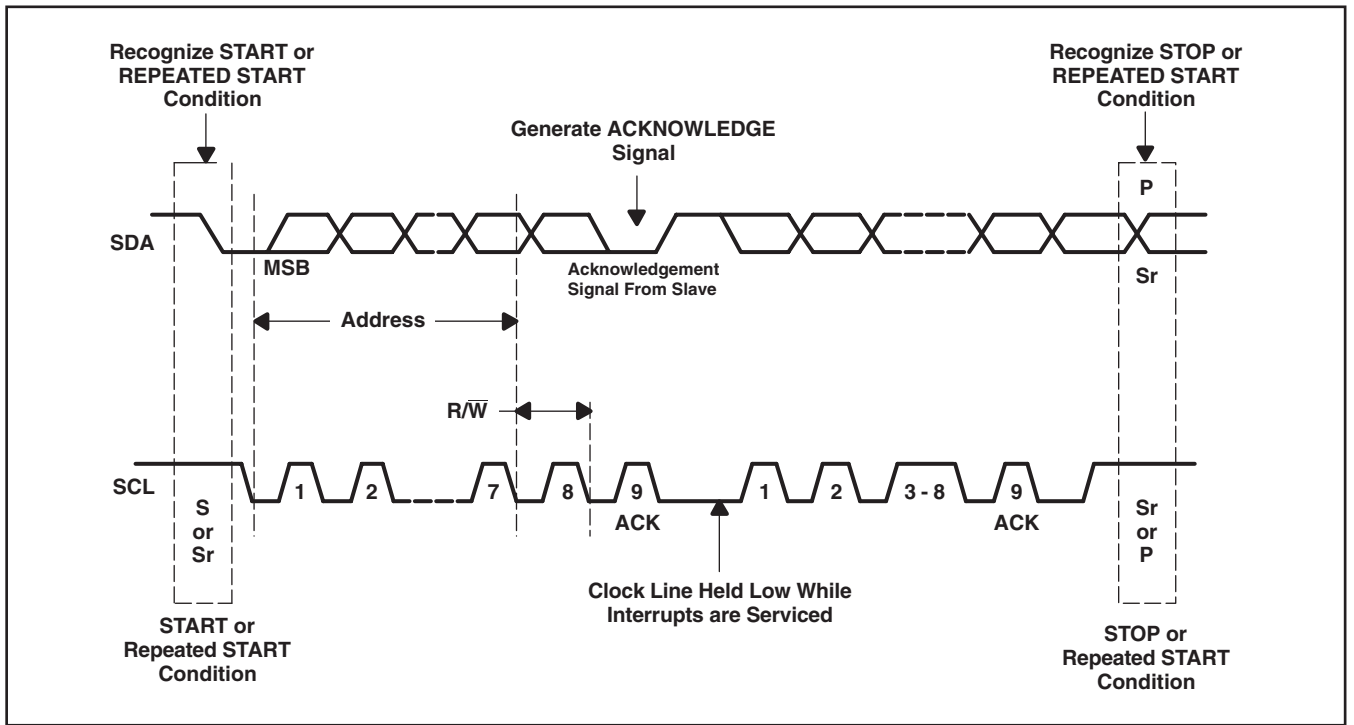 Recognize START or
REPEATED START
Condition
Recognize STOP or
REPEATED START
Condition
Generate ACKNOWLEDGE
Signal
P
SDA
MSB
Acknowledgement
Signal From Slave
Sr
Address
R/W̅
SCL
S
or
Sr
1
2
7
8
9
ACK
1
2
3 - 8
9
ACK
Sr
or
P
Clock Line Held Low While
Interrupts are Serviced
START or
Repeated START
Condition
STOP or
Repeated START
Condition